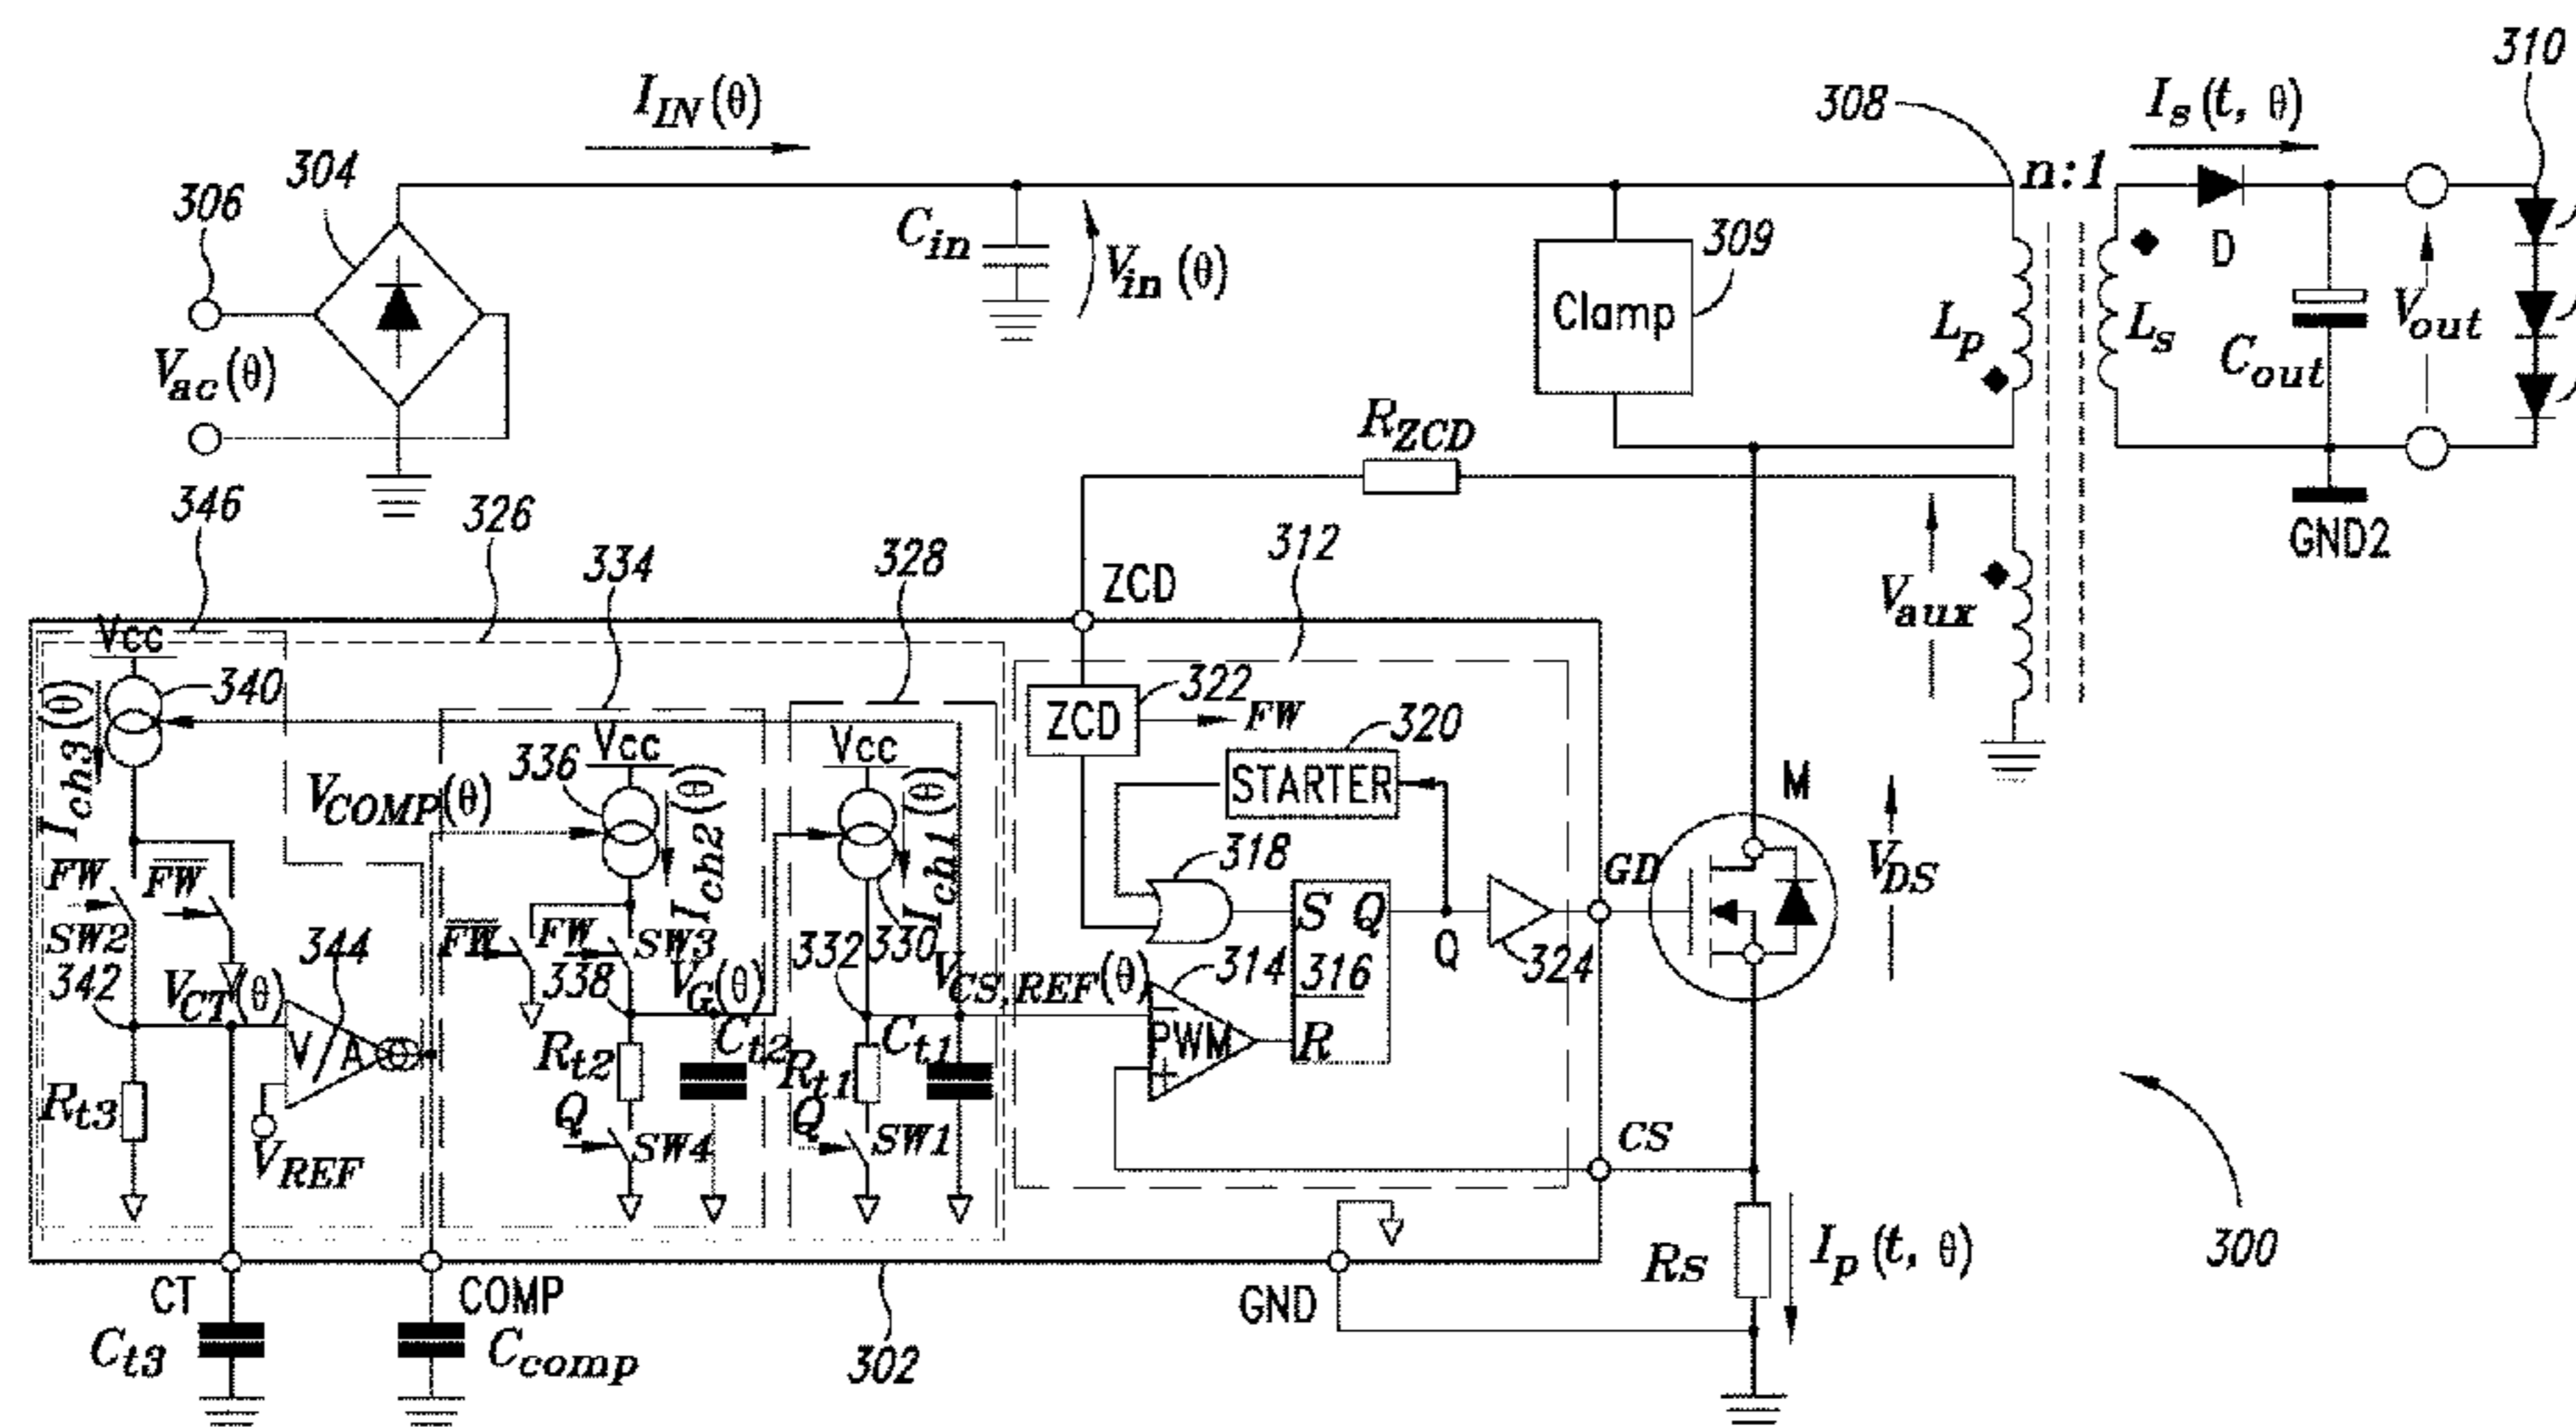 310
I_IN(θ)
308
I_s(t, θ)
304
n:1
306
C_in
V_in(θ)
309
Clamp
L_p
L_s
D
C_out
V_out
V_ac(θ)
R_ZCD
GND2
346
326
334
328
312
ZCD
V_aux
Vcc
340
I_ch3(θ)
322
ZCD
FW
320
STARTER
Vcc
Vcc
336
V_COMP(θ)
I_ch2(θ)
I_ch1(θ)
M
V_DS
318
GD
F̅W̅
F̅W̅
SW2
344
F̅W̅
FW
SW3
330
S Q
316
R
Q
324
342
V_CT(θ)
338
V_G(θ)
332
V_CS,REF(θ)
314
PWM
−
+
V/A
R_t3
V_REF
R_t2
C_t2
R_t1
C_t1
Q
SW4
Q
SW1
CS
Rs
I_p(t, θ)
300
CT
COMP
GND
C_t3
C_comp
302